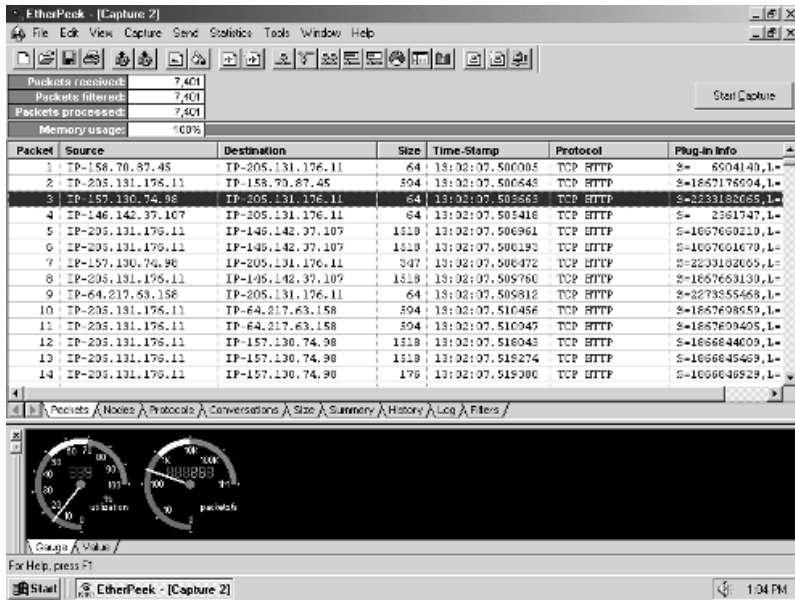 EtherPeek - [Capture 2]
File Edit View Capture Send Statistics Tools Window Help
Packets received: 7,401
Packets filtered: 7,401
Packets processed: 7,401
Memory usage: 100%
Start Capture
Packet Source Destination Size Time-Stamp Protocol Plug-in Info
1 IP-158.70.87.45 IP-205.131.176.11 64 13:02:07.500005 TCP HTTP S= 6904140,L=
2 IP-205.131.176.11 IP-158.70.87.45 594 13:02:07.500643 TCP HTTP S=1867176994,L=
3 IP-157.130.74.98 IP-205.131.176.11 64 13:02:07.503663 TCP HTTP S=2233182065,L=
4 IP-146.142.37.107 IP-205.131.176.11 64 13:02:07.505418 TCP HTTP S= 2361747,L=
5 IP-205.131.176.11 IP-146.142.37.107 1518 13:02:07.506961 TCP HTTP S=1867660218,L=
6 IP-205.131.176.11 IP-146.142.37.107 1518 13:02:07.508193 TCP HTTP S=1867661678,L=
7 IP-157.130.74.98 IP-205.131.176.11 347 13:02:07.508472 TCP HTTP S=2233182065,L=
8 IP-205.131.176.11 IP-146.142.37.107 1518 13:02:07.509760 TCP HTTP S=1867663138,L=
9 IP-64.217.63.158 IP-205.131.176.11 64 13:02:07.509812 TCP HTTP S=2273355468,L=
10 IP-205.131.176.11 IP-64.217.63.158 594 13:02:07.510456 TCP HTTP S=1867698959,L=
11 IP-205.131.176.11 IP-64.217.63.158 594 13:02:07.510947 TCP HTTP S=1867699495,L=
12 IP-205.131.176.11 IP-157.130.74.98 1518 13:02:07.518043 TCP HTTP S=1866844009,L=
13 IP-205.131.176.11 IP-157.130.74.98 1518 13:02:07.519274 TCP HTTP S=1866845469,L=
14 IP-205.131.176.11 IP-157.130.74.98 176 13:02:07.519380 TCP HTTP S=1866846929,L=
Packets Nodes Protocols Conversations Size Summary History Log Filters
% utilization
packets/s
Gauge Value
For Help, press F1
Start EtherPeek - [Capture 2] 1:04 PM